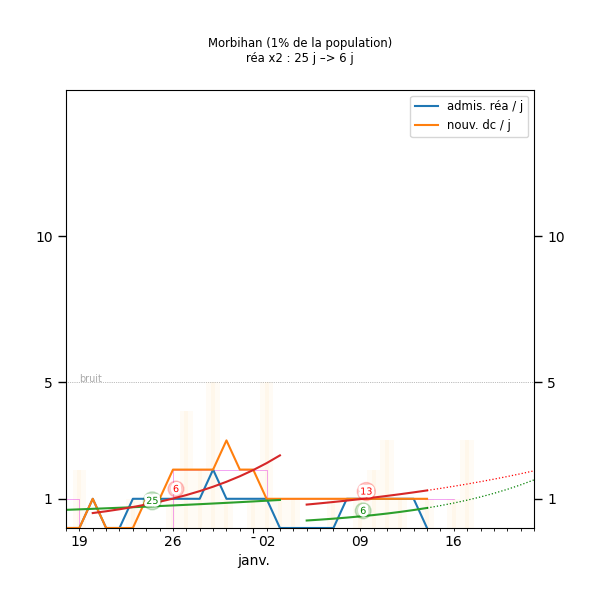 Morbihan (1% de la population)
réa x2 : 25 j –> 6 j
admis. réa / j
nouv. dc / j
10
10
5
5
bruit
6
13
25
6
1
1
19
26
02
09
16
janv.